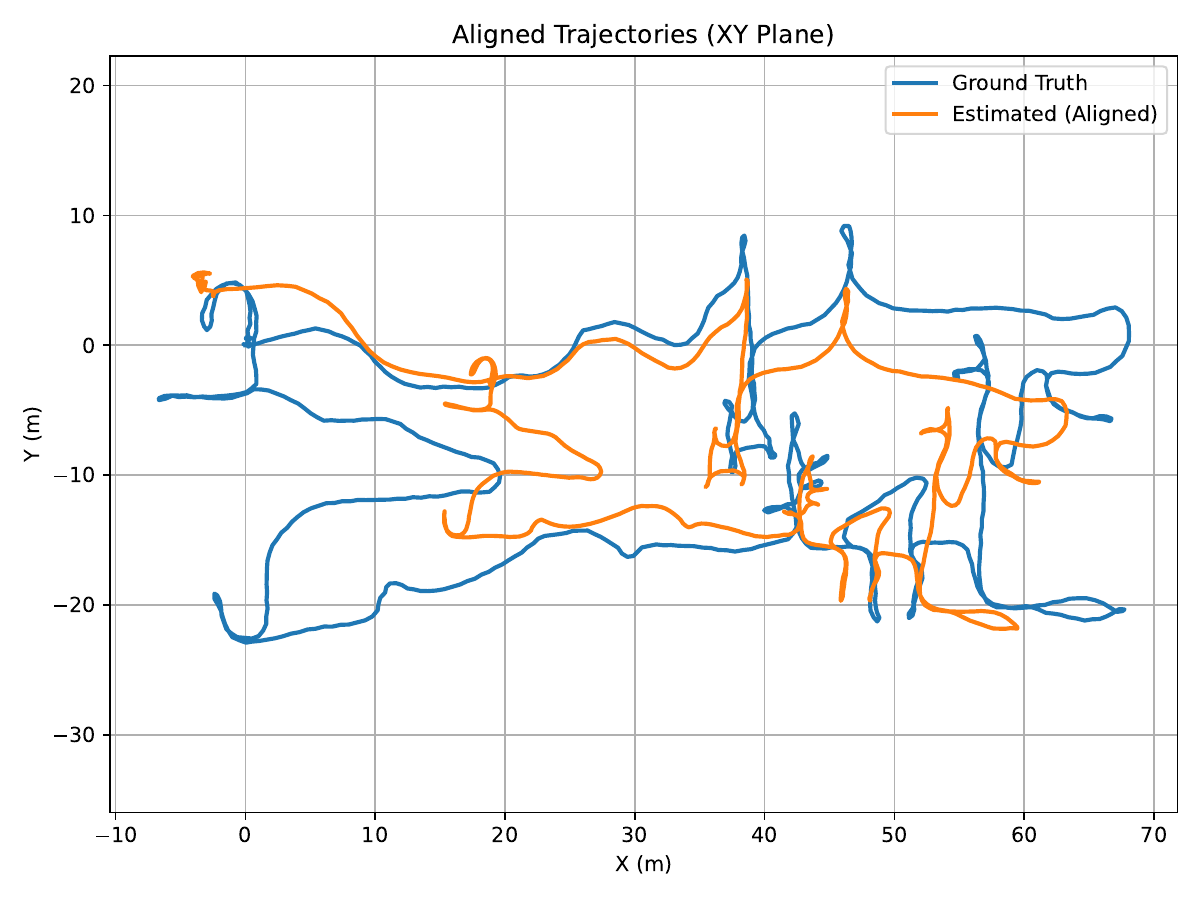 Aligned Trajectories (XY Plane)
Ground Truth
Estimated (Aligned)
20
10
0
−10
−20
−30
Y (m)
−10 0 10 20 30 40 50 60 70
X (m)